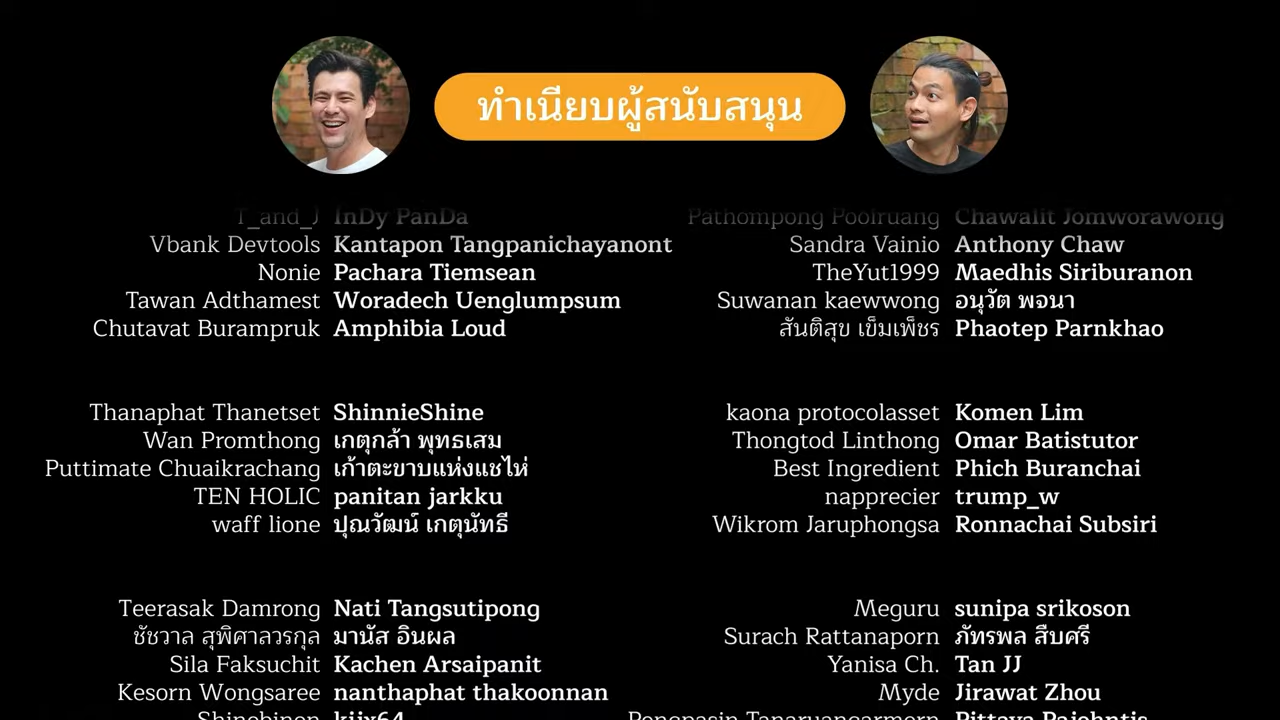 ทำเนียบผู้สนับสนุน
T_and_J InDy PanDa Pathompong Poolruang Chawalit Jomworawong
Vbank Devtools Kantapon Tangpanichayanont Sandra Vainio Anthony Chaw
Nonie Pachara Tiemsean TheYut1999 Maedhis Siriburanon
Tawan Adthamest Woradech Uenglumpsum Suwanan kaewwong อนุวัต พจนา
Chutavat Burampruk Amphibia Loud สันติสุข เข็มเพ็ชร Phaotep Parnkhao
Thanaphat Thanetset ShinnieShine kaona protocolasset Komen Lim
Wan Promthong เกตุกล้า พุทธเสม Thongtod Linthong Omar Batistutor
Puttimate Chuaikrachang เก้าตะขาบแห่งแชไห่ Best Ingredient Phich Buranchai
TEN HOLIC panitan jarkku napprecier trump_w
waff lione ปุณวัฒน์ เกตุนัทธี Wikrom Jaruphongsa Ronnachai Subsiri
Teerasak Damrong Nati Tangsutipong Meguru sunipa srikoson
ชัชวาล สุพิศาลวรกุล มานัส อินผล Surach Rattanaporn ภัทรพล สืบศรี
Sila Faksuchit Kachen Arsaipanit Yanisa Ch. Tan JJ
Kesorn Wongsaree nanthaphat thakoonnan Myde Jirawat Zhou